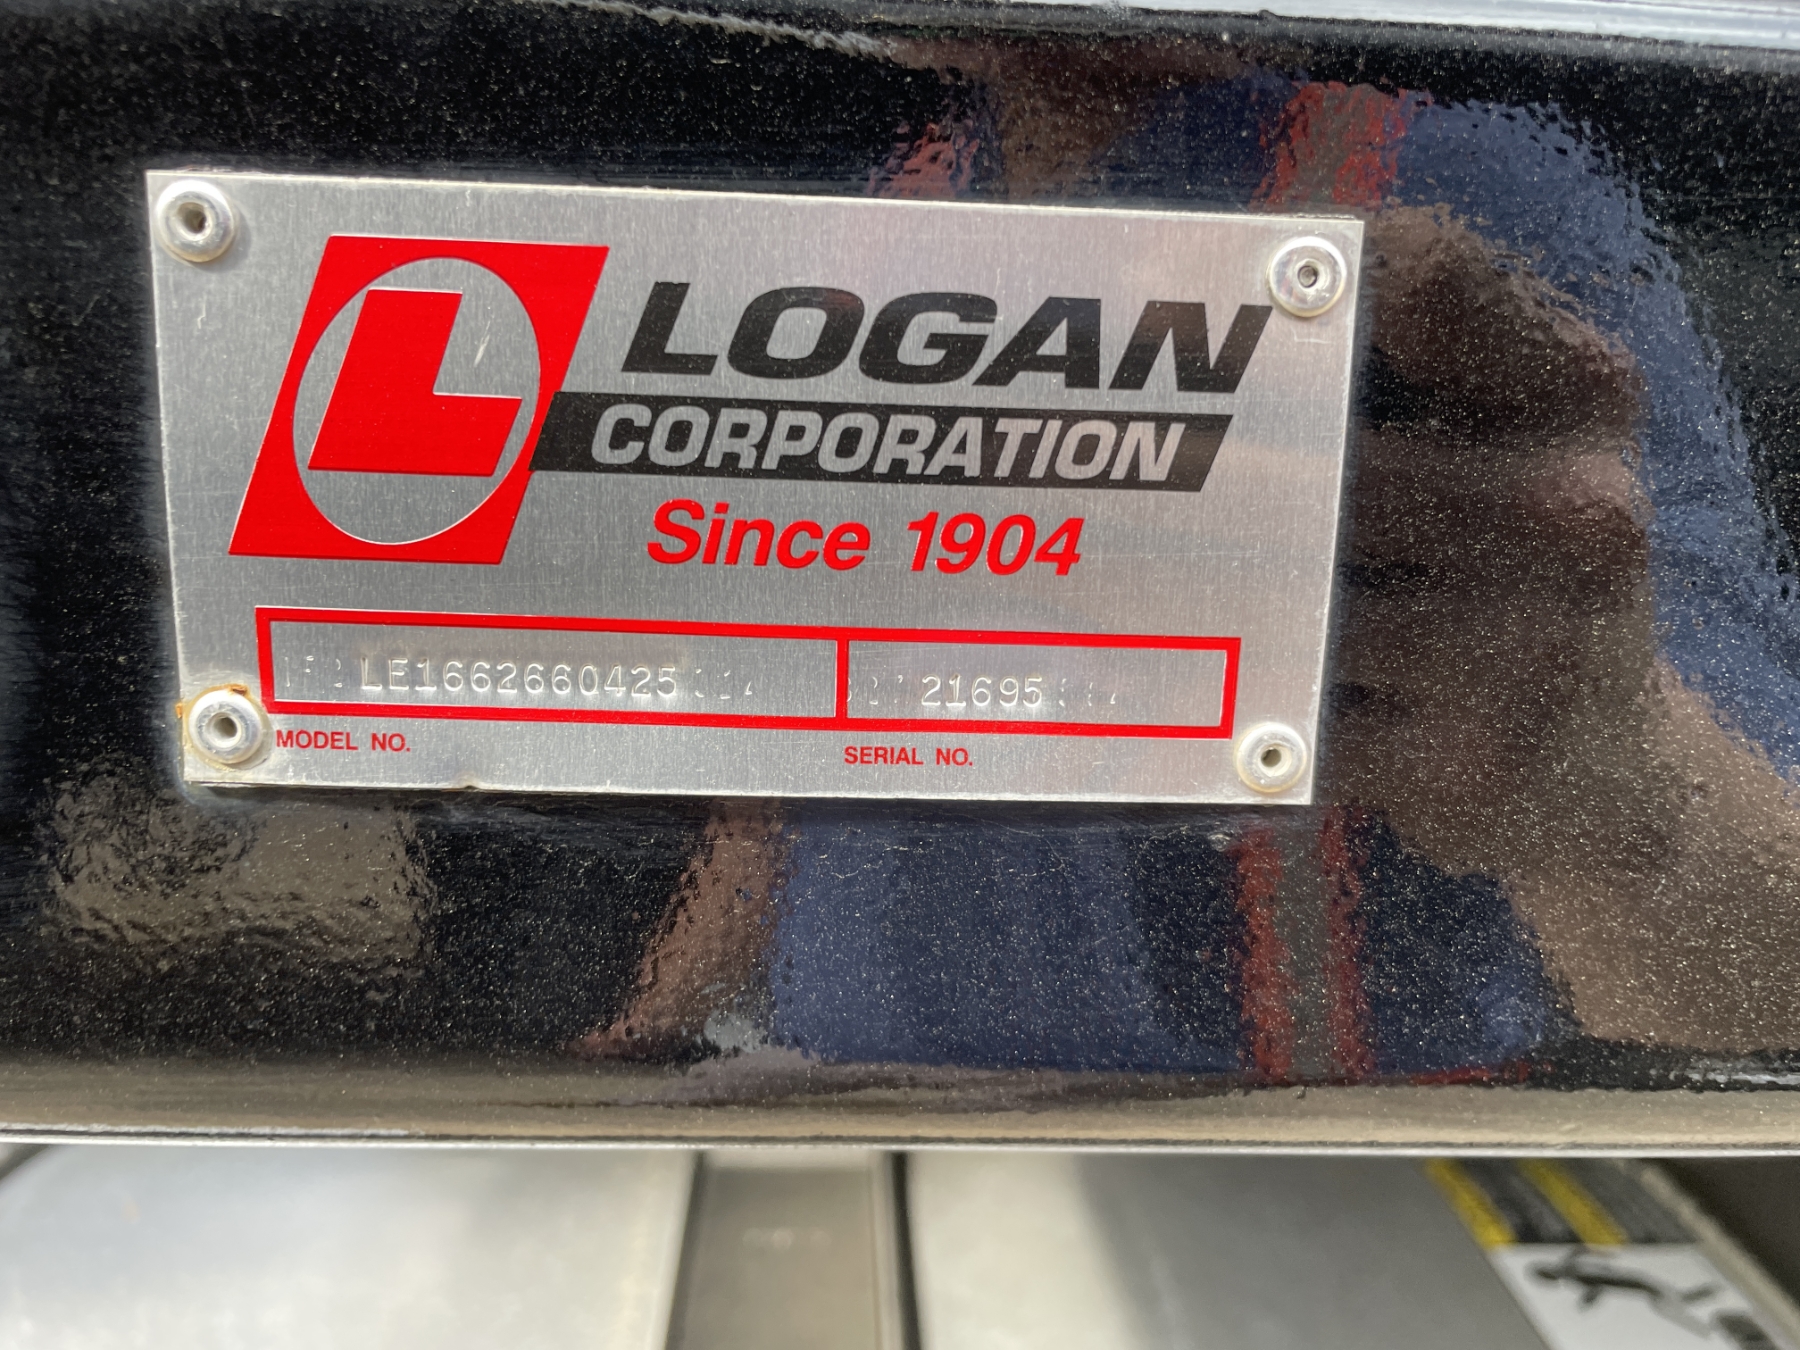 L
LOGAN
CORPORATION
Since 1904
LE1662660425
21695
MODEL NO.
SERIAL NO.